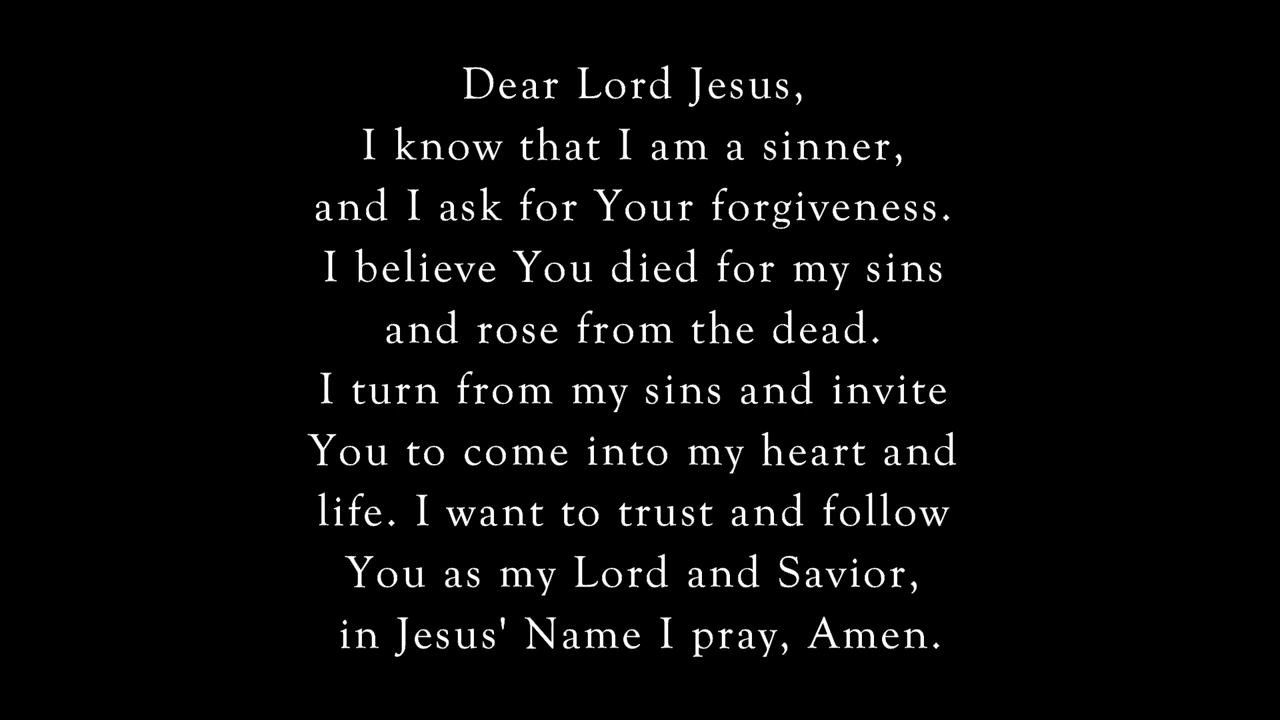 Dear Lord Jesus,
I know that I am a sinner,
and I ask for Your forgiveness.
I believe You died for my sins
and rose from the dead.
I turn from my sins and invite
You to come into my heart and
life. I want to trust and follow
You as my Lord and Savior,
in Jesus' Name I pray, Amen.